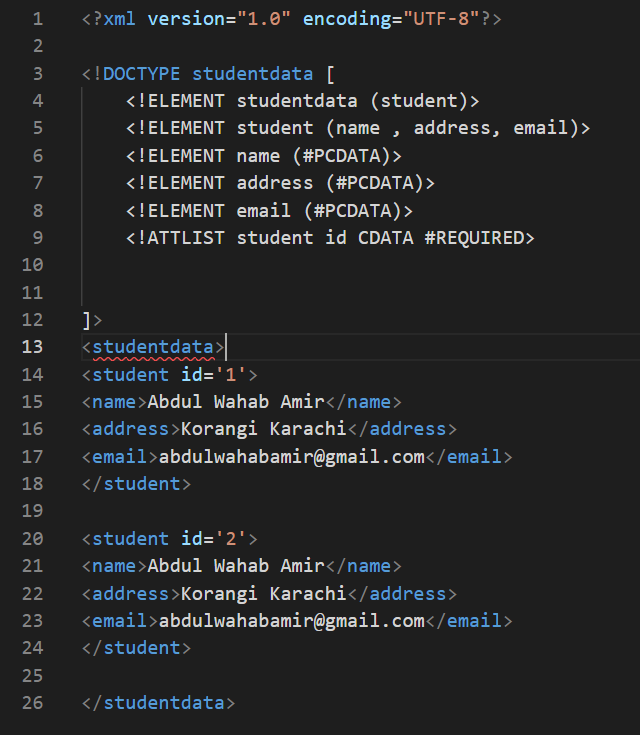 1 <?xml version="1.0" encoding="UTF-8"?>
2
3 <!DOCTYPE studentdata [
4     <!ELEMENT studentdata (student)>
5     <!ELEMENT student (name , address, email)>
6     <!ELEMENT name (#PCDATA)>
7     <!ELEMENT address (#PCDATA)>
8     <!ELEMENT email (#PCDATA)>
9     <!ATTLIST student id CDATA #REQUIRED>
10
11
12 ]>
13 <studentdata>
14 <student id='1'>
15 <name>Abdul Wahab Amir</name>
16 <address>Korangi Karachi</address>
17 <email>abdulwahabamir@gmail.com</email>
18 </student>
19
20 <student id='2'>
21 <name>Abdul Wahab Amir</name>
22 <address>Korangi Karachi</address>
23 <email>abdulwahabamir@gmail.com</email>
24 </student>
25
26 </studentdata>